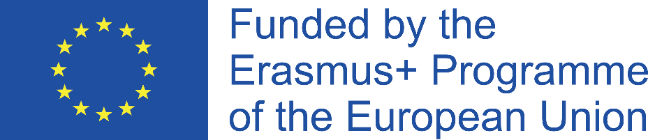 Funded by the
Erasmus+ Programme
of the European Union